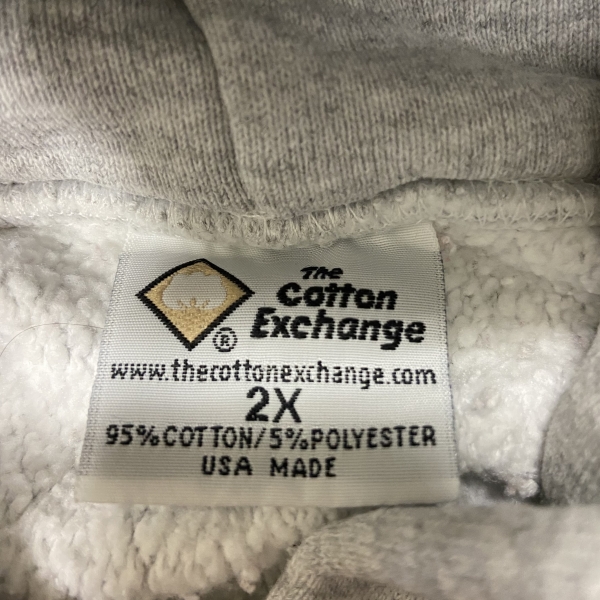 The
Cotton
Exchange
®
www.thecottonexchange.com
2X
95%COTTON/5%POLYESTER
USA MADE